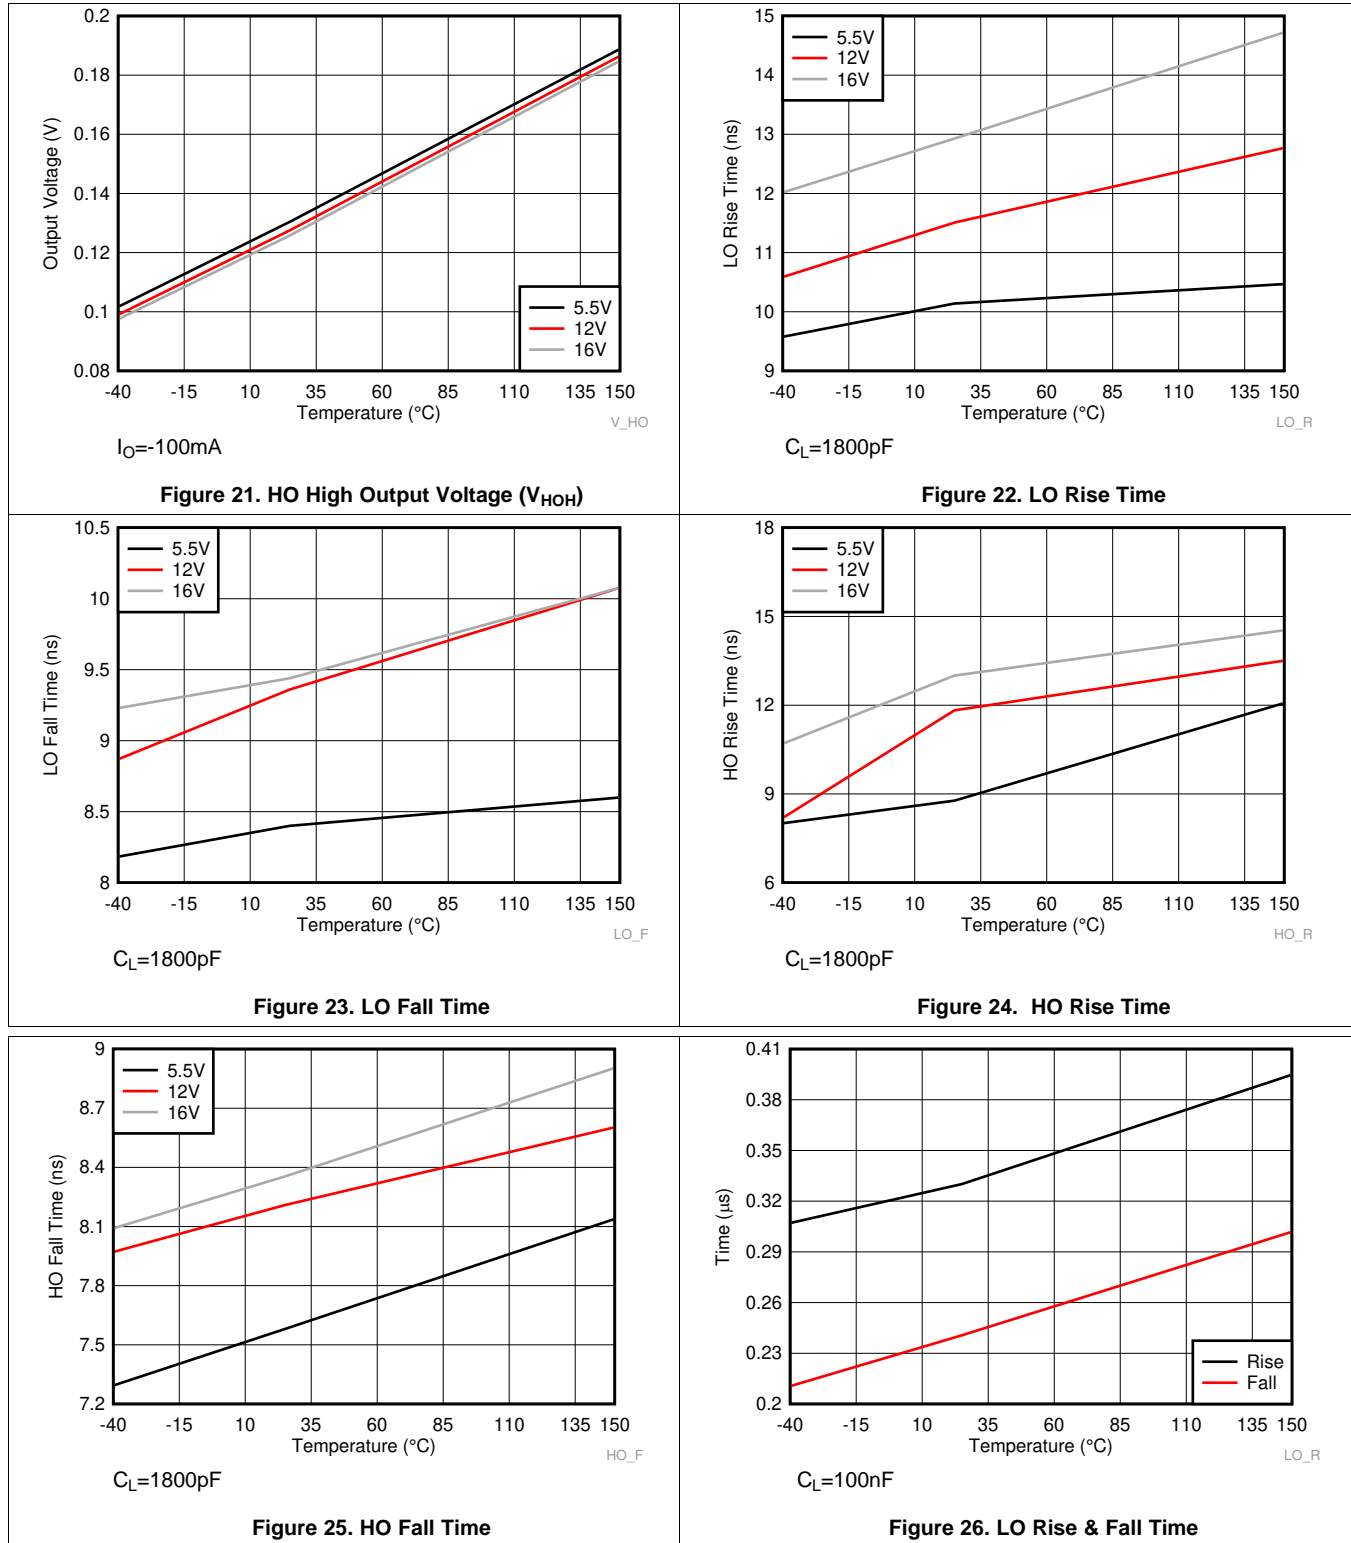 0.2
0.18
0.16
0.14
0.12
0.1
0.08
Output Voltage (V)
5.5V
12V
16V
-40 -15 10 35 60 85 110 135 150
Temperature (°C)
V_HO
I_O=-100mA
Figure 21. HO High Output Voltage (V_HOH)
15
14
13
12
11
10
9
LO Rise Time (ns)
5.5V
12V
16V
-40 -15 10 35 60 85 110 135 150
Temperature (°C)
LO_R
C_L=1800pF
Figure 22. LO Rise Time
10.5
10
9.5
9
8.5
8
LO Fall Time (ns)
5.5V
12V
16V
-40 -15 10 35 60 85 110 135 150
Temperature (°C)
LO_F
C_L=1800pF
Figure 23. LO Fall Time
18
15
12
9
6
HO Rise Time (ns)
5.5V
12V
16V
-40 -15 10 35 60 85 110 135 150
Temperature (°C)
HO_R
C_L=1800pF
Figure 24. HO Rise Time
9
8.7
8.4
8.1
7.8
7.5
7.2
HO Fall Time (ns)
5.5V
12V
16V
-40 -15 10 35 60 85 110 135 150
Temperature (°C)
HO_F
C_L=1800pF
Figure 25. HO Fall Time
0.41
0.38
0.35
0.32
0.29
0.26
0.23
0.2
Time (µs)
Rise
Fall
-40 -15 10 35 60 85 110 135 150
Temperature (°C)
LO_R
C_L=100nF
Figure 26. LO Rise & Fall Time